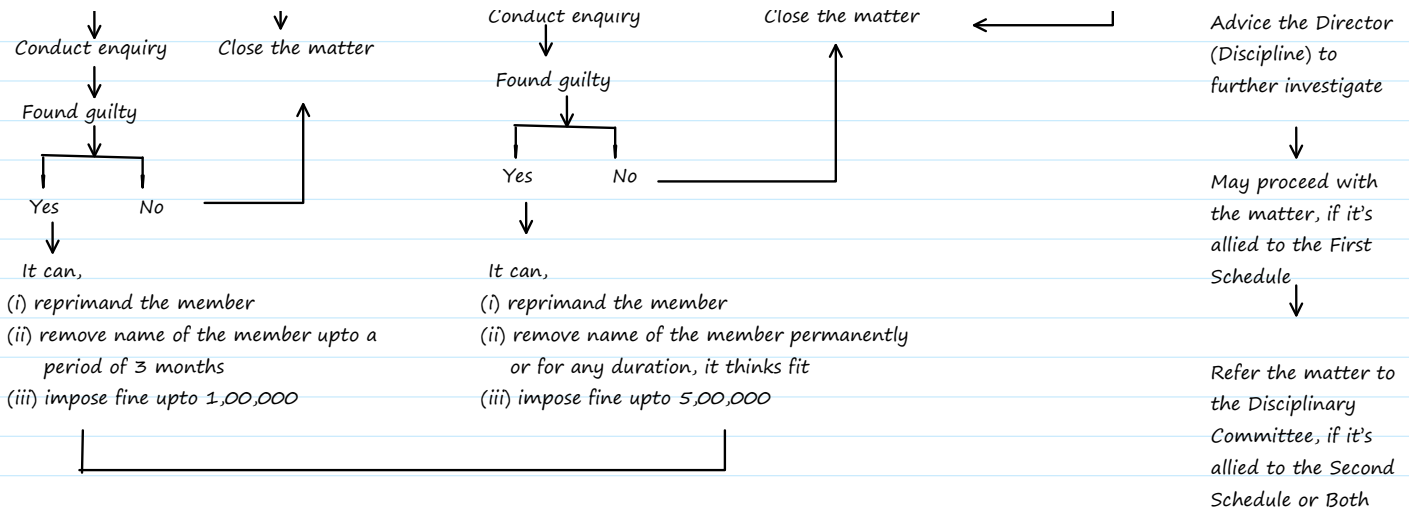 Conduct enquiry
Close the matter
Found guilty
Yes
No
It can,
(i) reprimand the member
(ii) remove name of the member upto a
period of 3 months
(iii) impose fine upto 1,00,000
Conduct enquiry
Close the matter
Found guilty
Yes
No
It can,
(i) reprimand the member
(ii) remove name of the member permanently
or for any duration, it thinks fit
(iii) impose fine upto 5,00,000
Advice the Director
(Discipline) to
further investigate
May proceed with
the matter, if it's
allied to the First
Schedule
Refer the matter to
the Disciplinary
Committee, if it's
allied to the Second
Schedule or Both